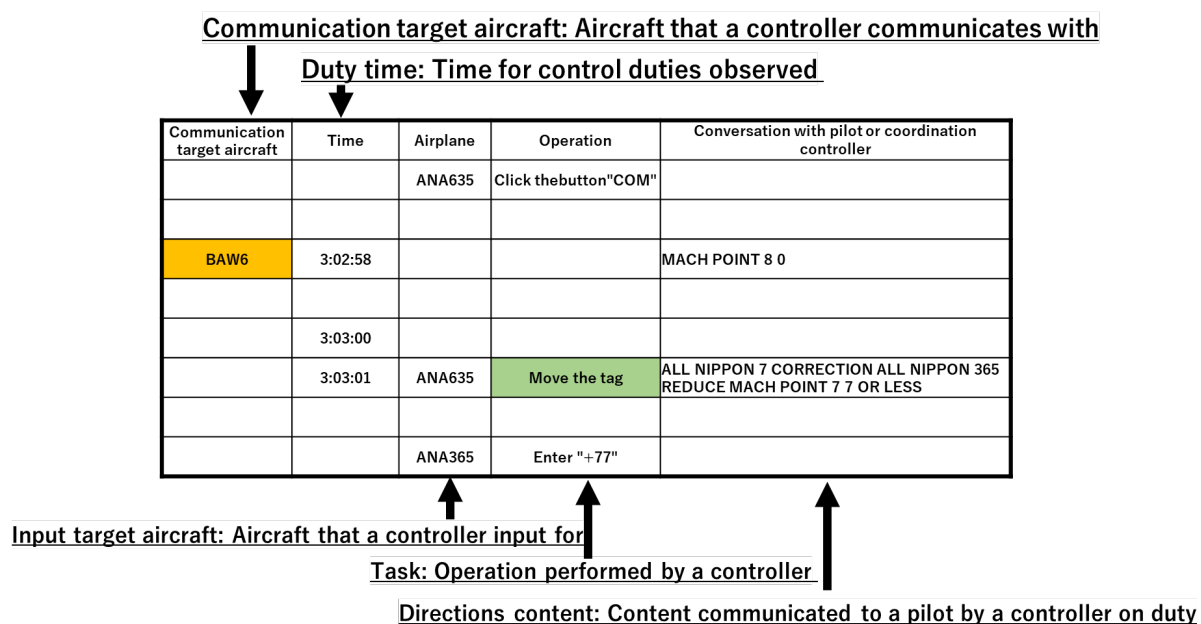 Communication target aircraft: Aircraft that a controller communicates with
Duty time: Time for control duties observed
Communication
target aircraft
Time
Airplane
Operation
Conversation with pilot or coordination
controller
ANA635
Click thebutton"COM"
BAW6
3:02:58
MACH POINT 8 0
3:03:00
3:03:01
ANA635
Move the tag
ALL NIPPON 7 CORRECTION ALL NIPPON 365
REDUCE MACH POINT 7 7 OR LESS
ANA365
Enter "+77"
Input target aircraft: Aircraft that a controller input for
Task: Operation performed by a controller
Directions content: Content communicated to a pilot by a controller on duty